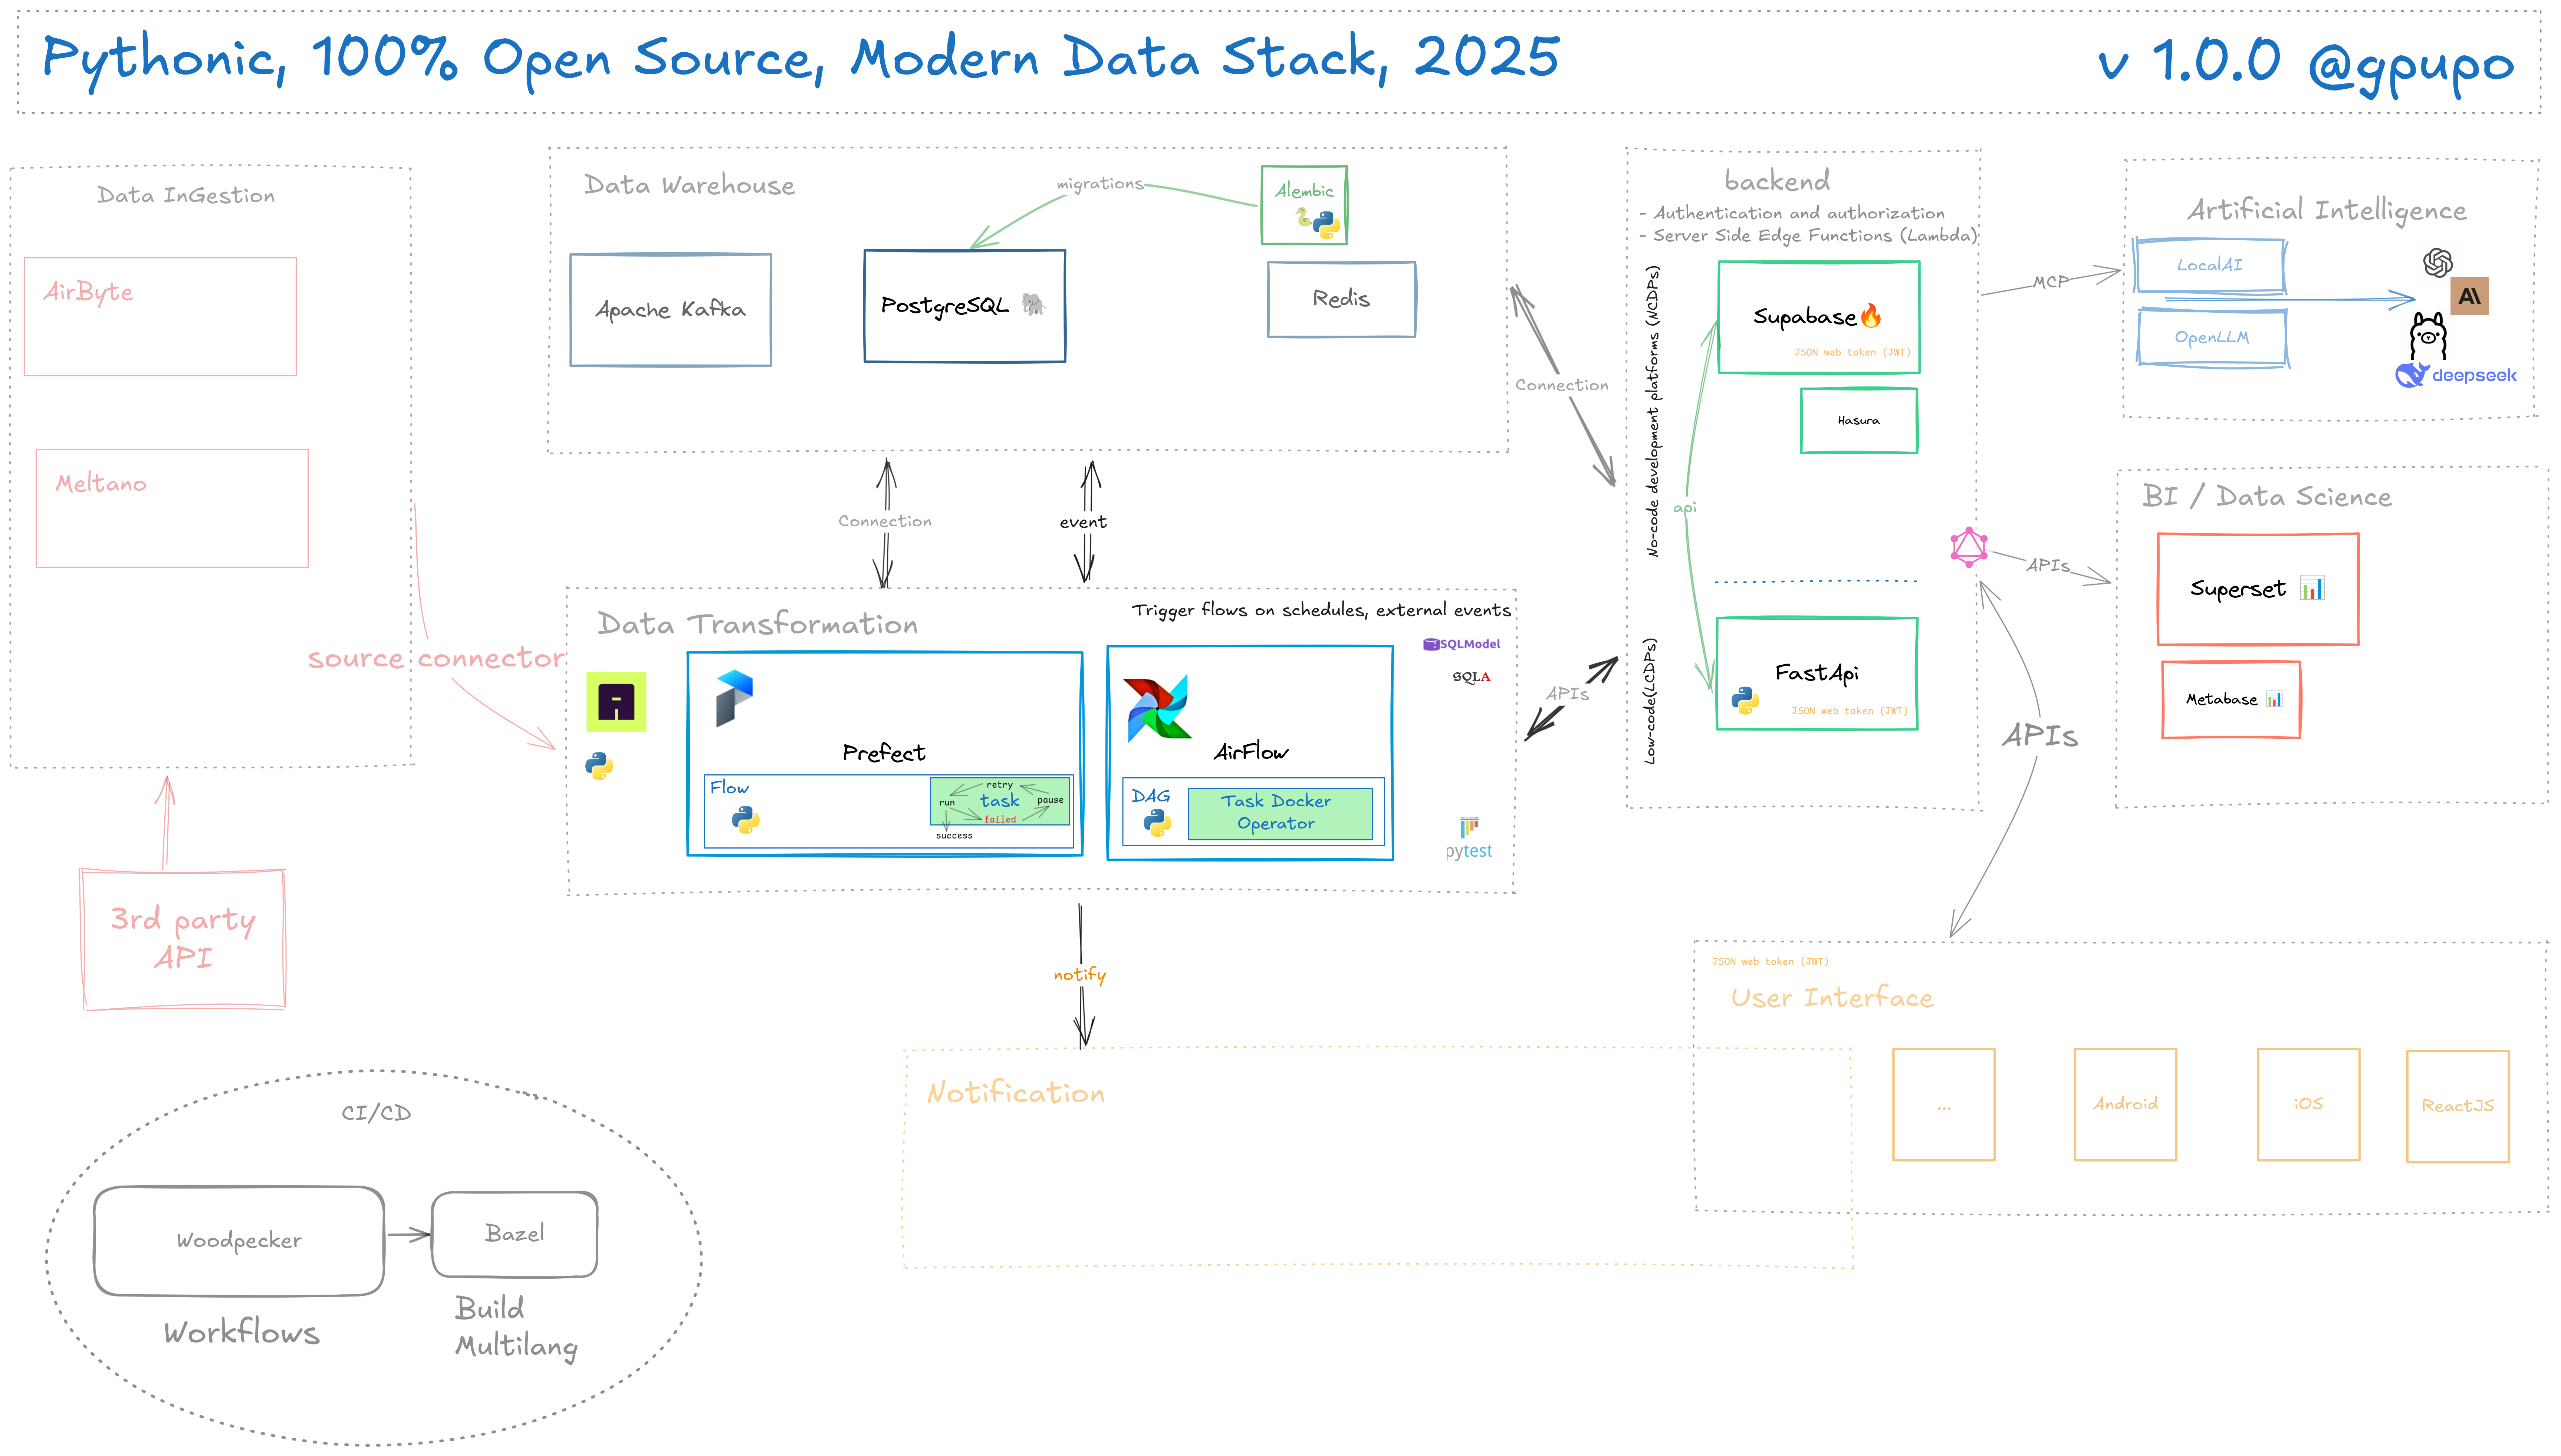 Pythonic, 100% Open Source, Modern Data Stack, 2025
v 1.0.0 @gpupo
Data InGestion
AirByte
Meltano
source connector
3rd party
API
Data Warehouse
migrations
Alembic
Apache Kafka
PostgreSQL 🐘
Redis
Connection
event
Connection
Data Transformation
Trigger flows on schedules, external events
SQLModel
SQLA
Prefect
Flow
retry
run
task
pause
failed
success
AirFlow
DAG
Task Docker
Operator
pytest
APIs
notify
Notification
backend
- Authentication and authorization
- Server Side Edge Functions (Lambda)
No-code development platforms (NCDPs)
Supabase🔥
JSON web token (JWT)
Hasura
api
Low-code(LCDPs)
FastApi
JSON web token (JWT)
MCP
Artificial Intelligence
LocalAI
OpenLLM
A\
deepseek
APIs
BI / Data Science
Superset 📊
Metabase 📊
APIs
JSON web token (JWT)
User Interface
...
Android
iOS
ReactJS
CI/CD
Woodpecker
Bazel
Workflows
Build
Multilang